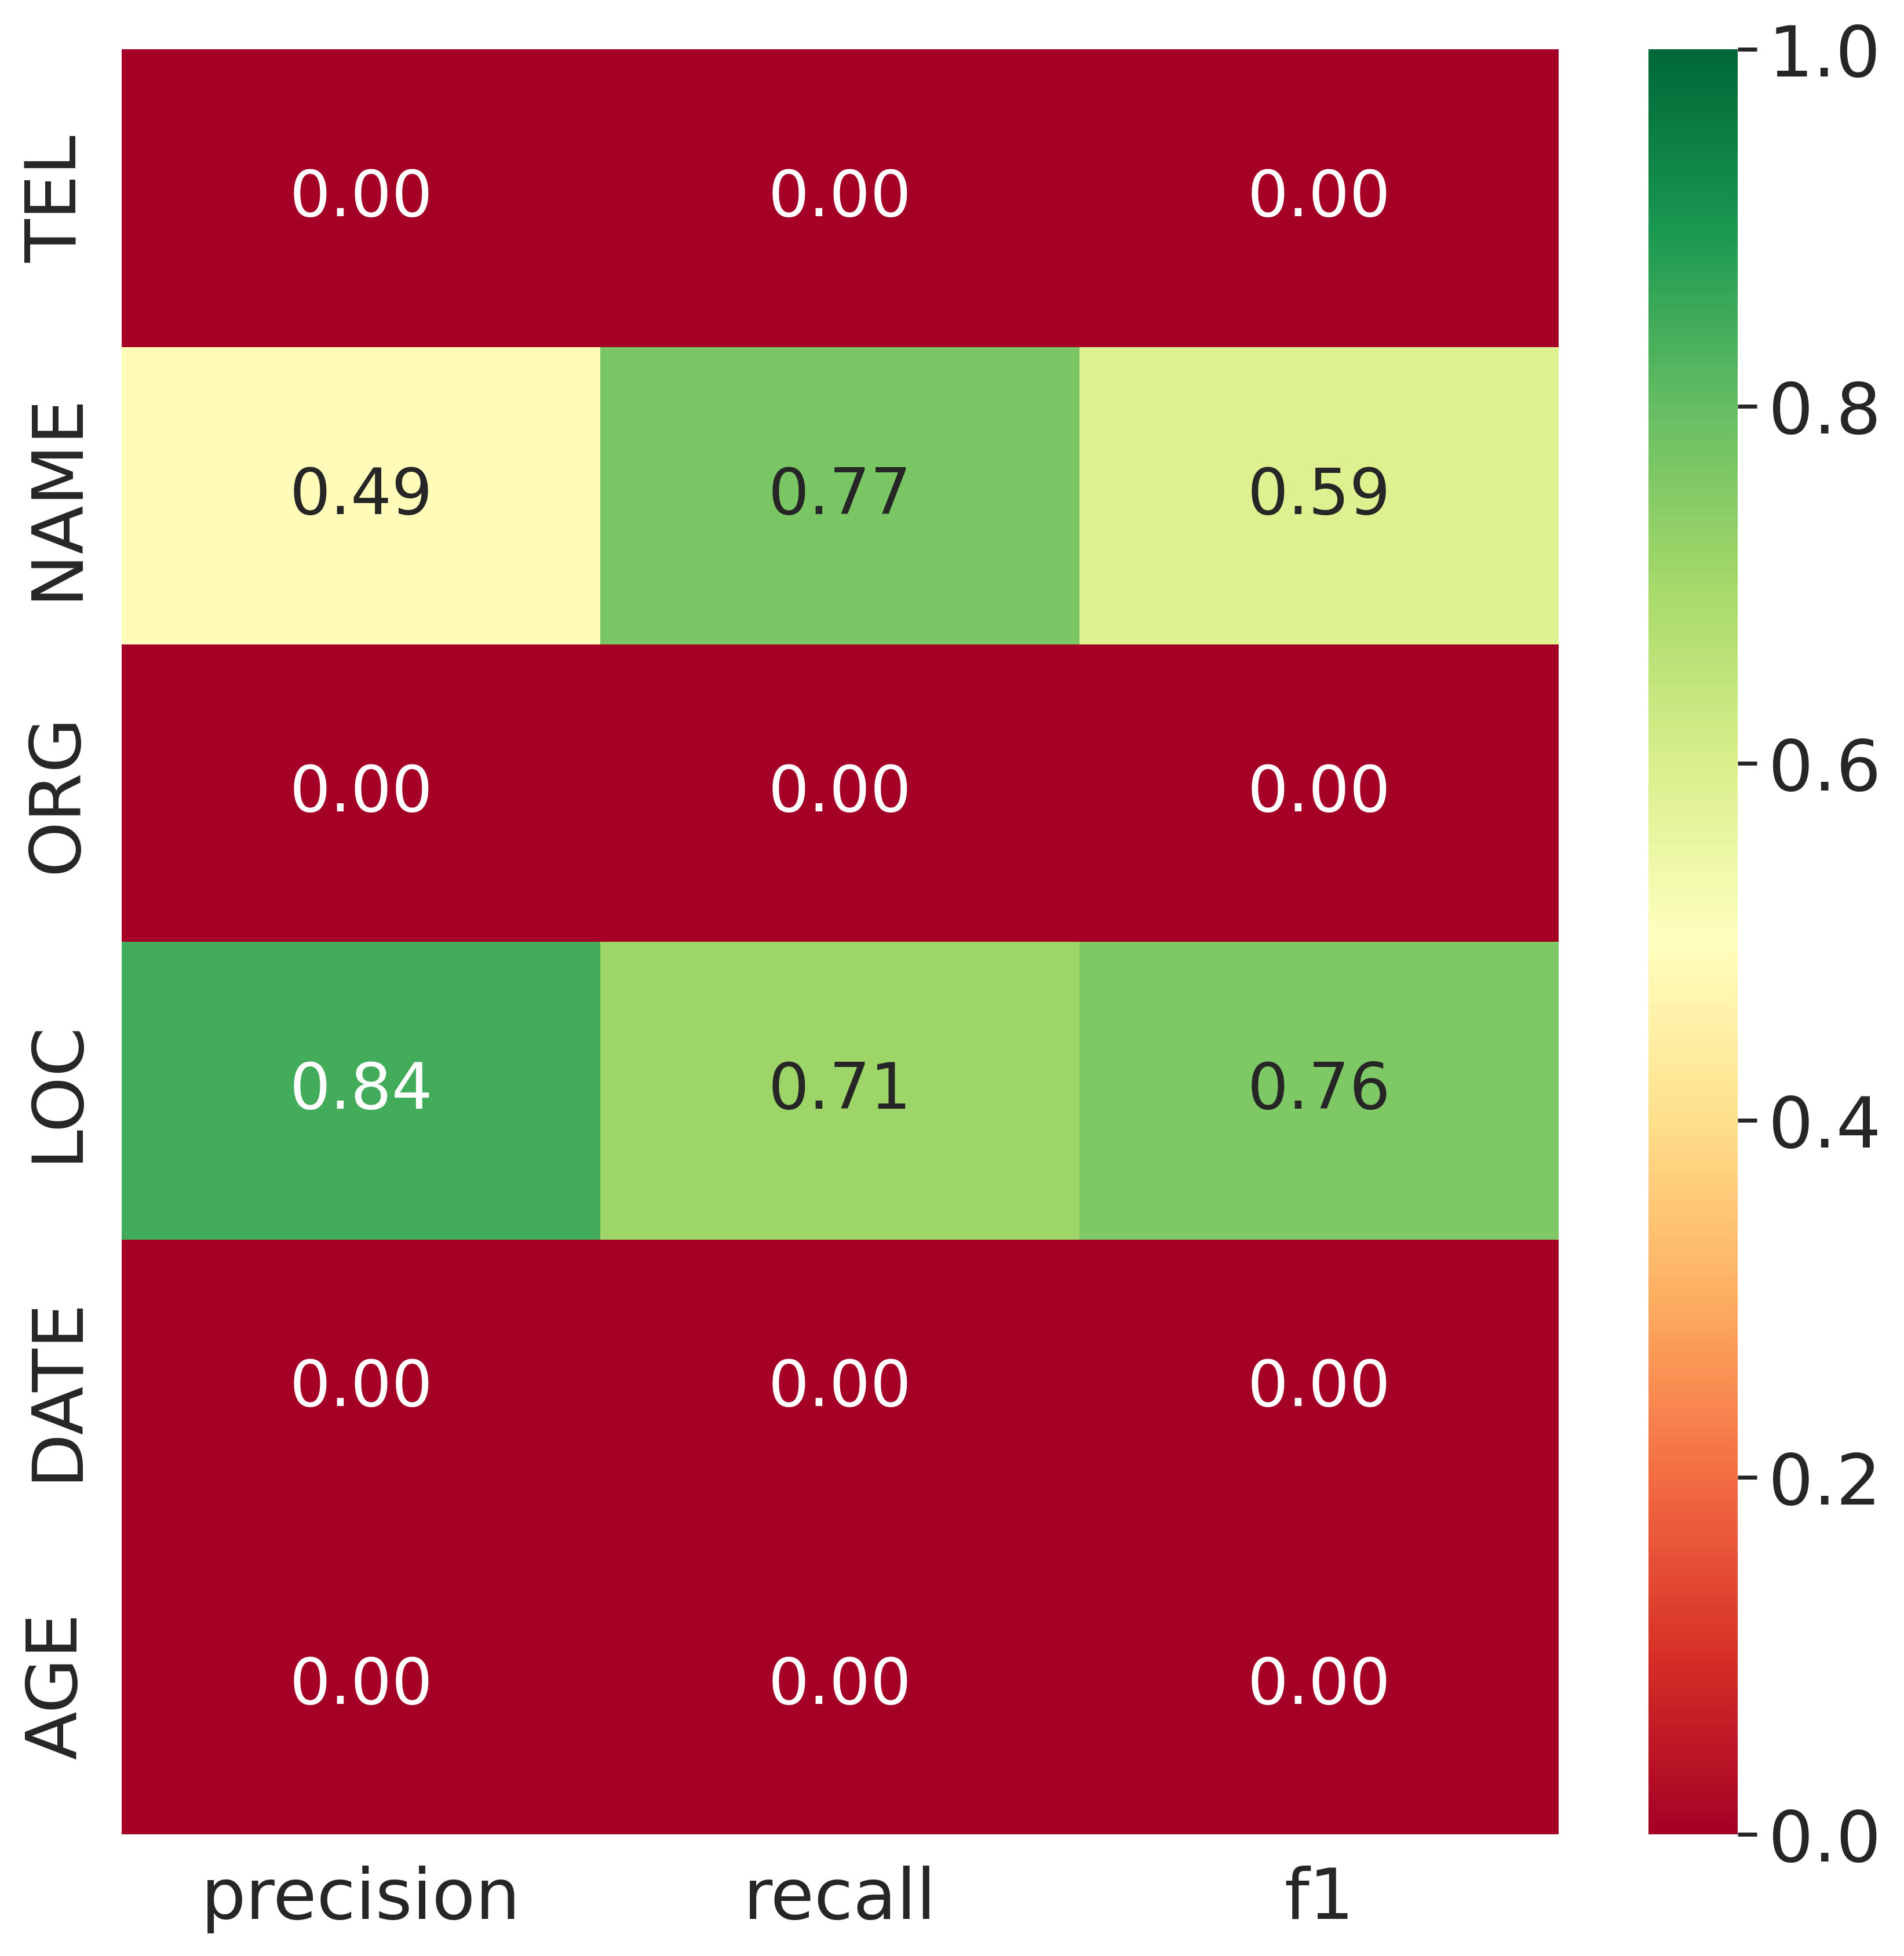 TEL 0.00 0.00 0.00
NAME 0.49 0.77 0.59
ORG 0.00 0.00 0.00
LOC 0.84 0.71 0.76
DATE 0.00 0.00 0.00
AGE 0.00 0.00 0.00
precision recall f1
1.0
0.8
0.6
0.4
0.2
0.0